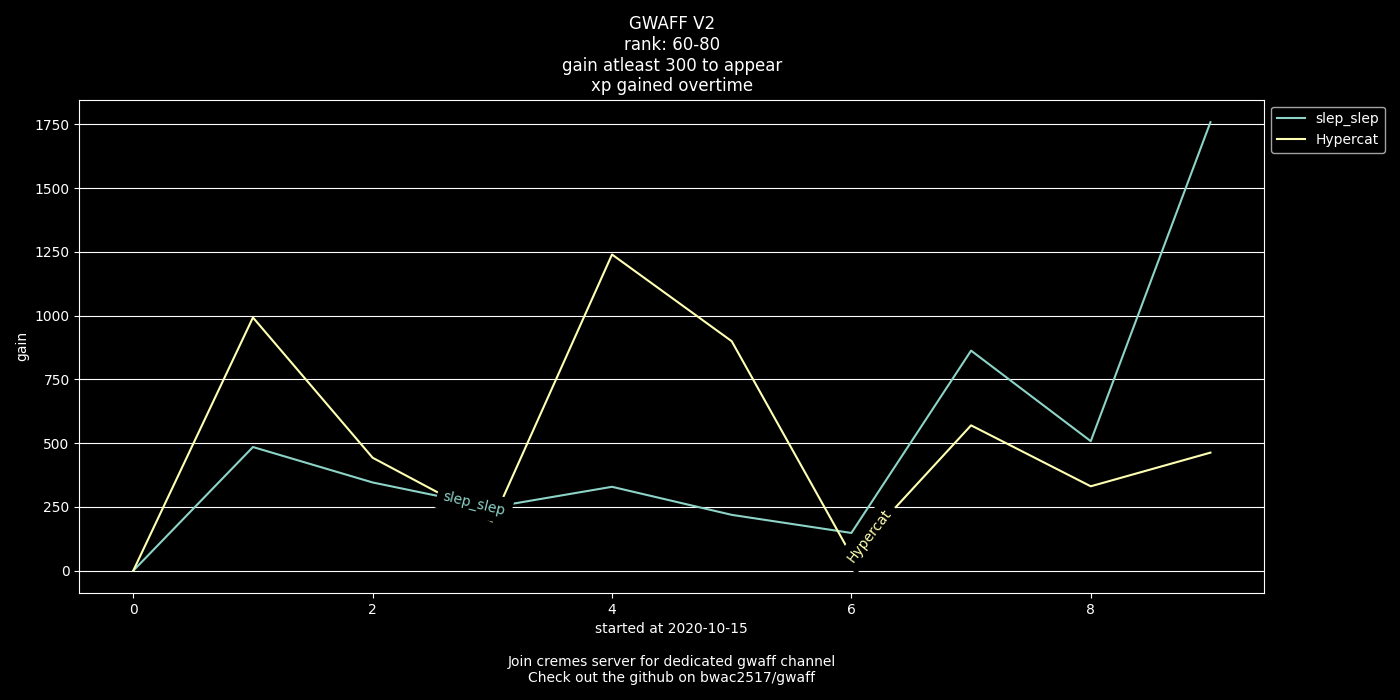 GWAFF V2
rank: 60-80
gain atleast 300 to appear
xp gained overtime
1750
1500
1250
1000
750
500
250
0
gain
slep_slep
Hypercat
slep_slep
Hypercat
0
2
4
6
8
started at 2020-10-15
Join cremes server for dedicated gwaff channel
Check out the github on bwac2517/gwaff